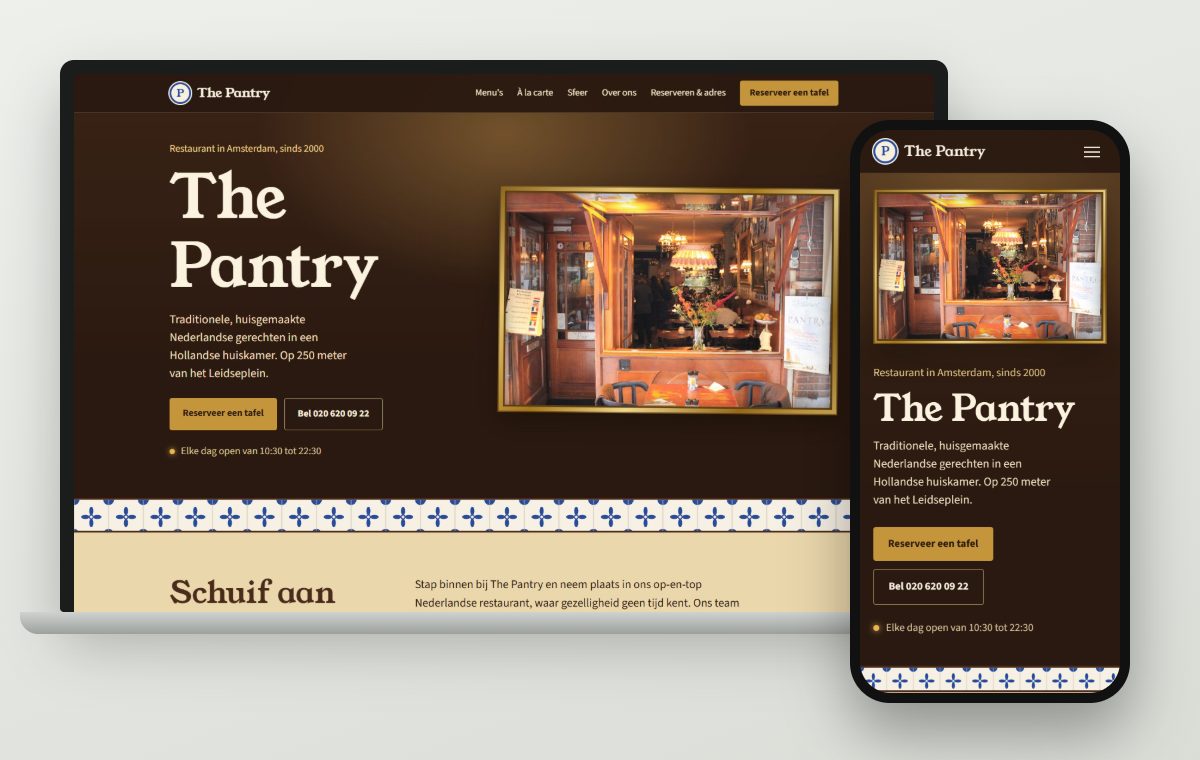 P The Pantry
Menu's À la carte Sfeer Over ons Reserveren & adres Reserveer een tafel
Restaurant in Amsterdam, sinds 2000
The
Pantry
Traditionele, huisgemaakte
Nederlandse gerechten in een
Hollandse huiskamer. Op 250 meter
van het Leidseplein.
Reserveer een tafel Bel 020 620 09 22
Elke dag open van 10:30 tot 22:30
PANTRY
Schuif aan
Stap binnen bij The Pantry en neem plaats in ons op-en-top
Nederlandse restaurant, waar gezelligheid geen tijd kent. Ons team
P The Pantry
PANTRY
Restaurant in Amsterdam, sinds 2000
The Pantry
Traditionele, huisgemaakte
Nederlandse gerechten in een
Hollandse huiskamer. Op 250 meter
van het Leidseplein.
Reserveer een tafel
Bel 020 620 09 22
Elke dag open van 10:30 tot 22:30